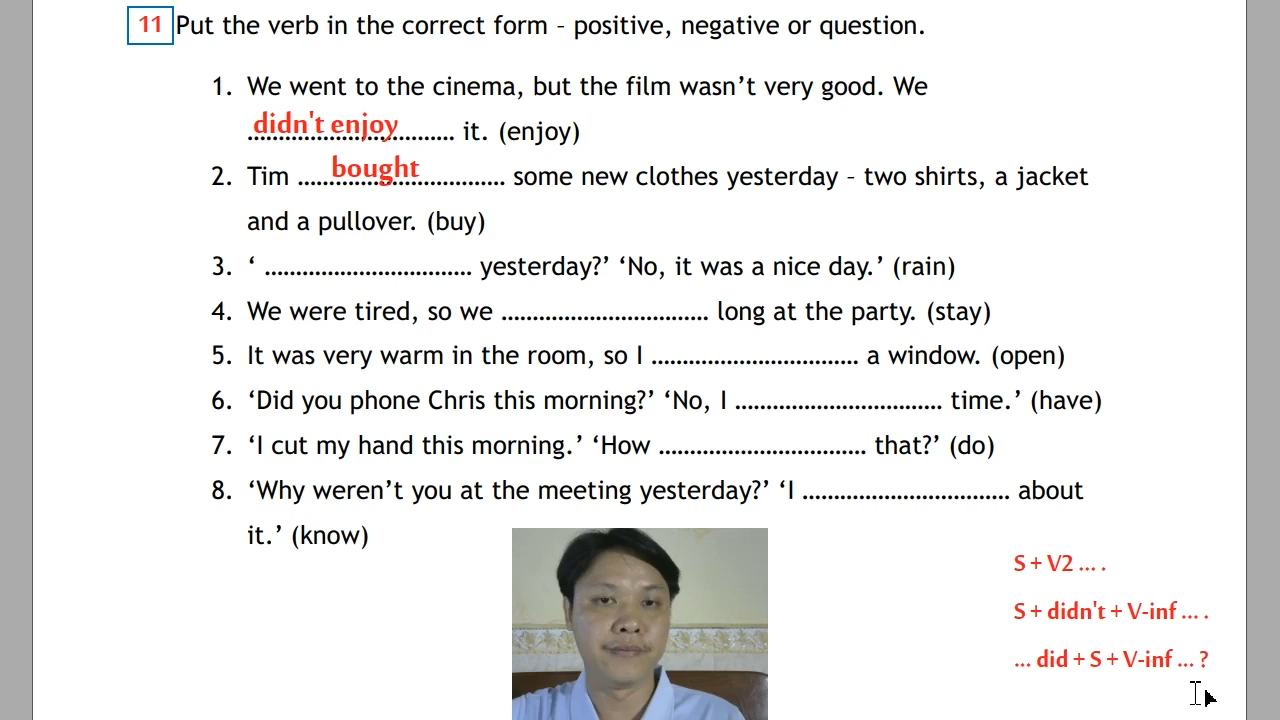 11 Put the verb in the correct form – positive, negative or question.
1. We went to the cinema, but the film wasn’t very good. We
didn't enjoy
................................. it. (enjoy)
bought
2. Tim ................................. some new clothes yesterday – two shirts, a jacket
and a pullover. (buy)
3. ‘ ................................. yesterday?’ ‘No, it was a nice day.’ (rain)
4. We were tired, so we ................................. long at the party. (stay)
5. It was very warm in the room, so I ................................. a window. (open)
6. ‘Did you phone Chris this morning?’ ‘No, I ................................. time.’ (have)
7. ‘I cut my hand this morning.’ ‘How ................................. that?’ (do)
8. ‘Why weren’t you at the meeting yesterday?’ ‘I ................................. about
it.’ (know)
S + V2 ... .
S + didn't + V-inf ... .
... did + S + V-inf ... ?